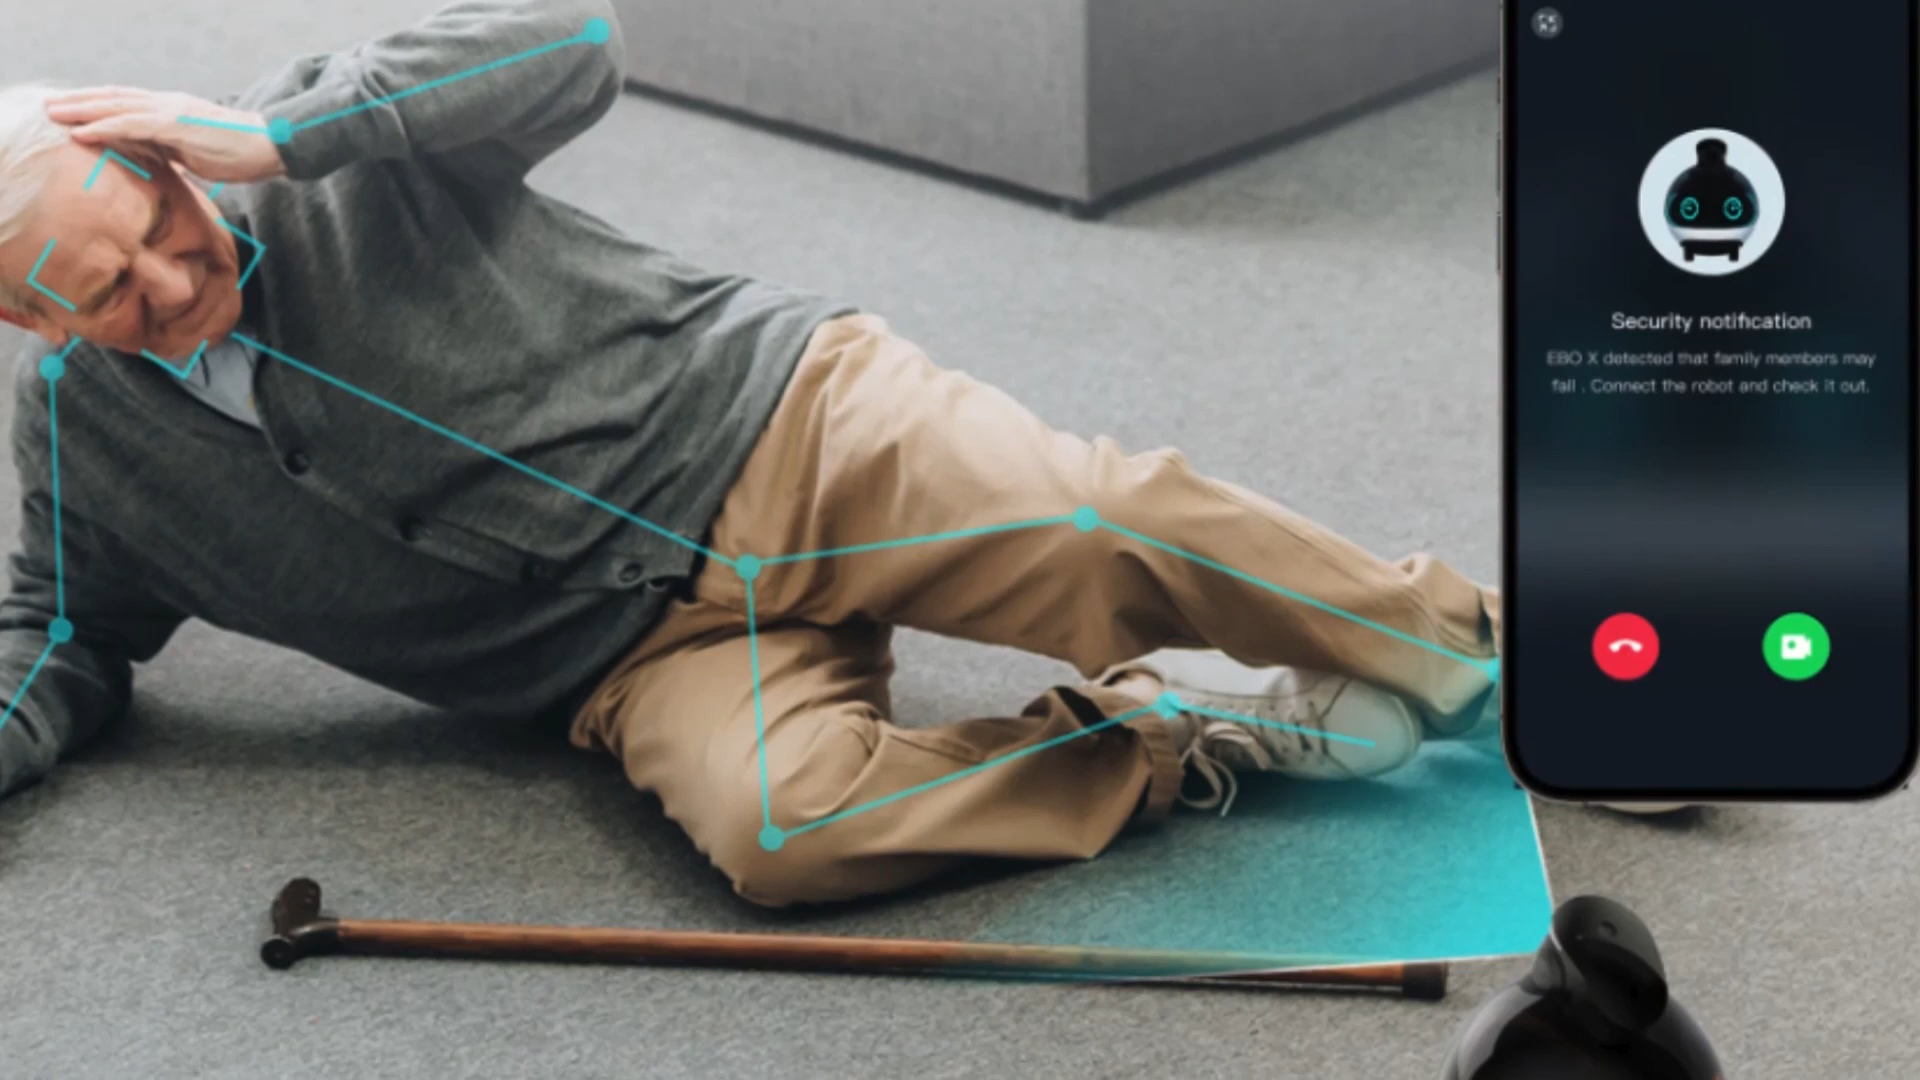 Security notification
EBO X detected that family members may
fall . Connect the robot and check it out.